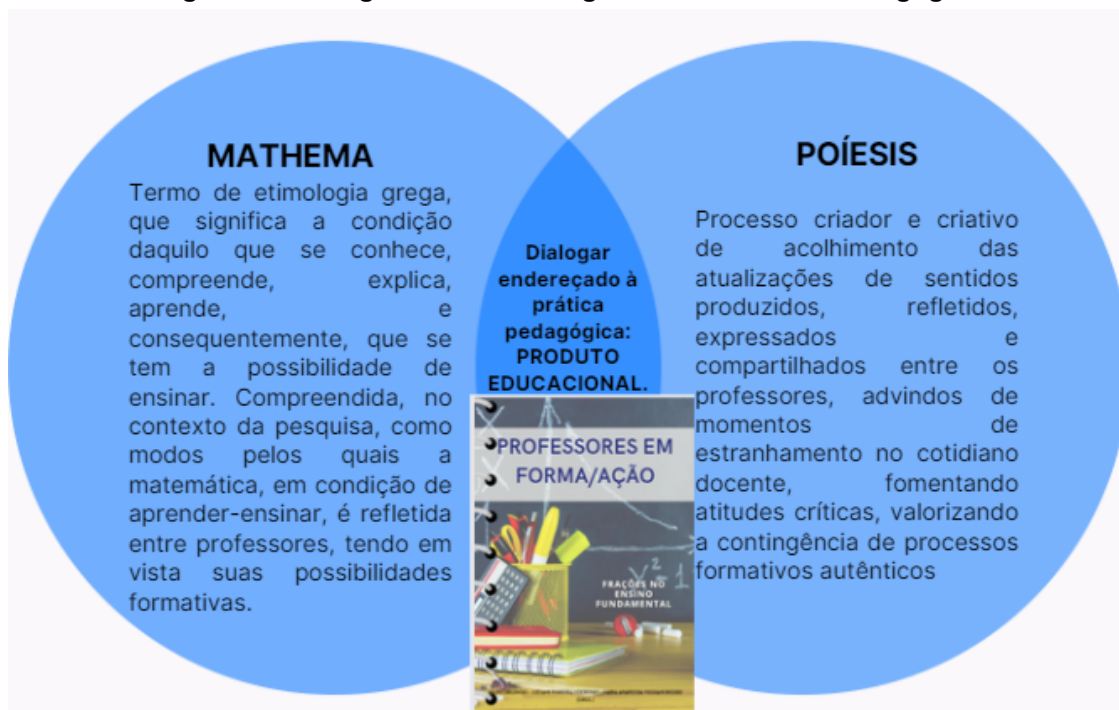 MATHEMA
Termo de etimologia grega,
que significa a condição
daquilo que se conhece,
compreende, explica,
aprende, e
consequentemente, que se
tem a possibilidade de
ensinar. Compreendida, no
contexto da pesquisa, como
modos pelos quais a
matemática, em condição de
aprender-ensinar, é refletida
entre professores, tendo em
vista suas possibilidades
formativas.
Dialogar
endereçado à
prática
pedagógica:
PRODUTO
EDUCACIONAL.
PROFESSORES EM
FORMA/AÇÃO
FRAÇÕES NO
ENSINO
FUNDAMENTAL
POÍESIS
Processo criador e criativo
de acolhimento das
atualizações de sentidos
produzidos, refletidos,
expressados e
compartilhados entre os
professores, advindos de
momentos de
estranhamento no cotidiano
docente, fomentando
atitudes críticas, valorizando
a contingência de processos
formativos autênticos